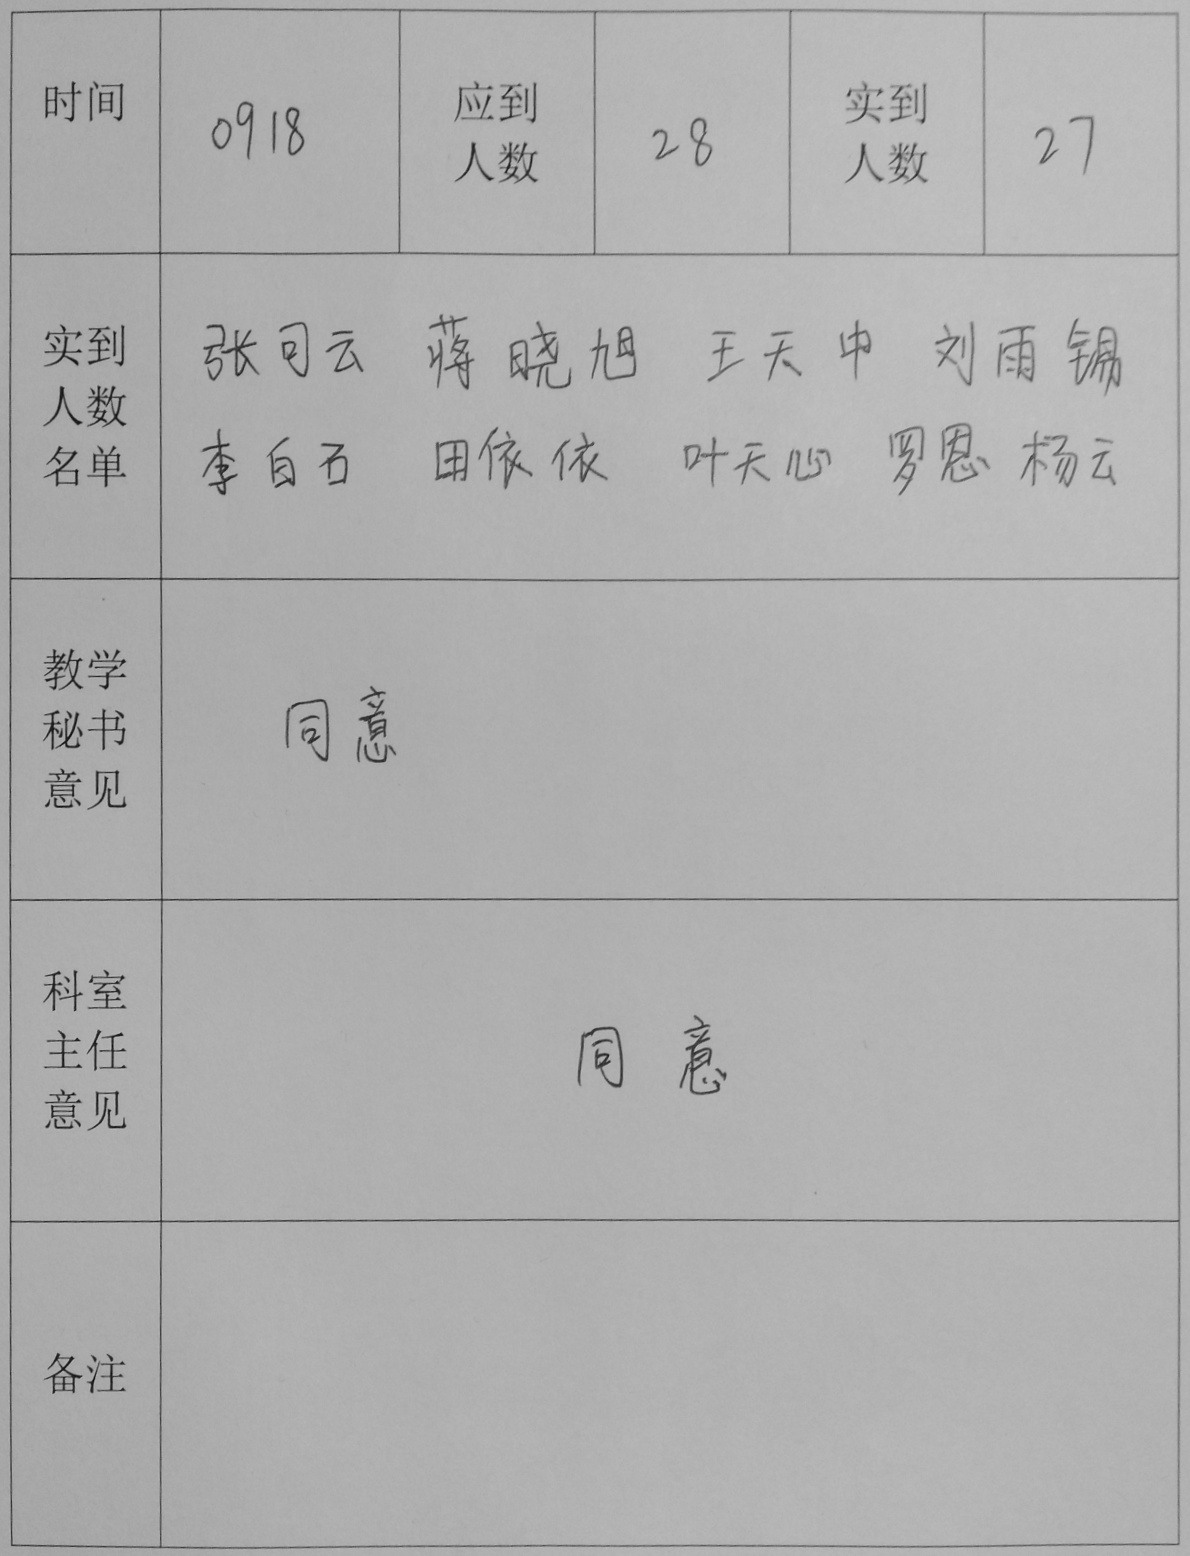 时间 0918 应到人数 28 实到人数 27
实到人数名单
张司云 蒋晓旭 王天申 刘雨锡
李白石 田依依 叶天心 罗恩 杨云
教学秘书意见
同意
科室主任意见
同意
备注